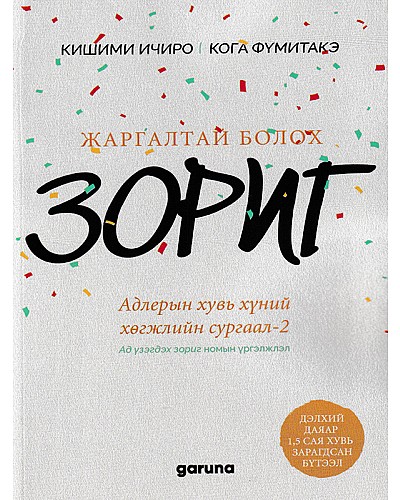 КИШИМИ ИЧИРО | КОГА ФҮМИТАКЭ
ЖАРГАЛТАЙ БОЛОХ
ЗОРИГ
Адлерын хувь хүний
хөгжлийн сургаал-2
Ад үзэгдэх зориг номын үргэлжлэл
ДЭЛХИЙ
ДАЯАР
1,5 САЯ ХУВЬ
ЗАРАГДСАН
БҮТЭЭЛ
garuna